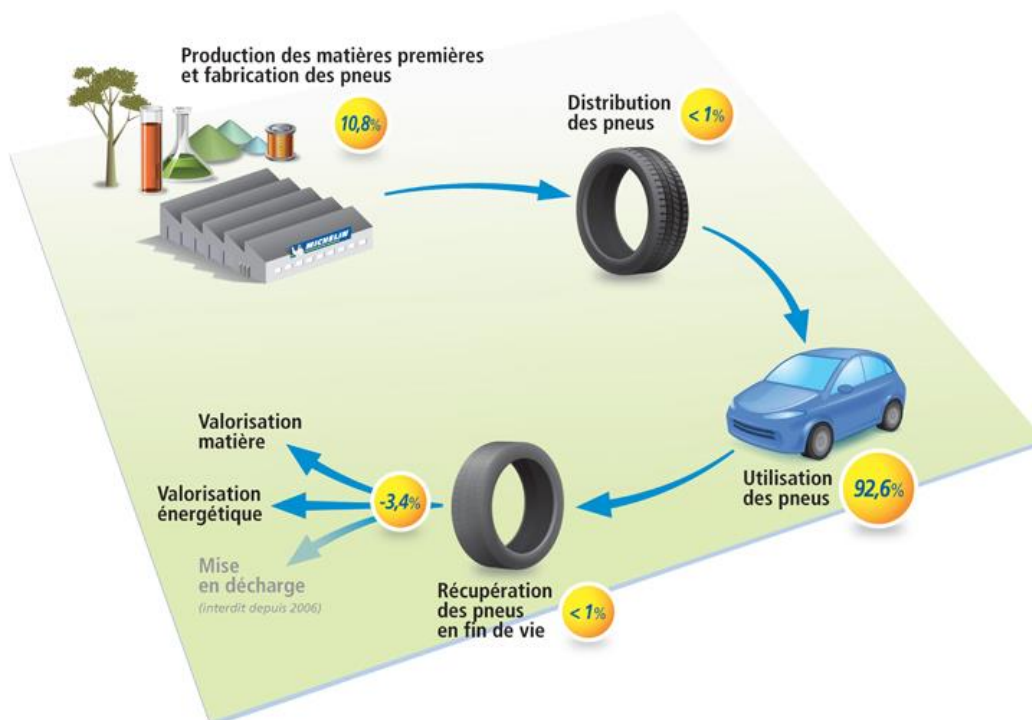 Production des matières premières
et fabrication des pneus
10,8%
Distribution
des pneus
< 1%
MICHELIN
Utilisation
des pneus
92,6%
Récupération
des pneus
en fin de vie
< 1%
-3,4%
Valorisation
matière
Valorisation
énergétique
Mise
en décharge
(interdit depuis 2006)